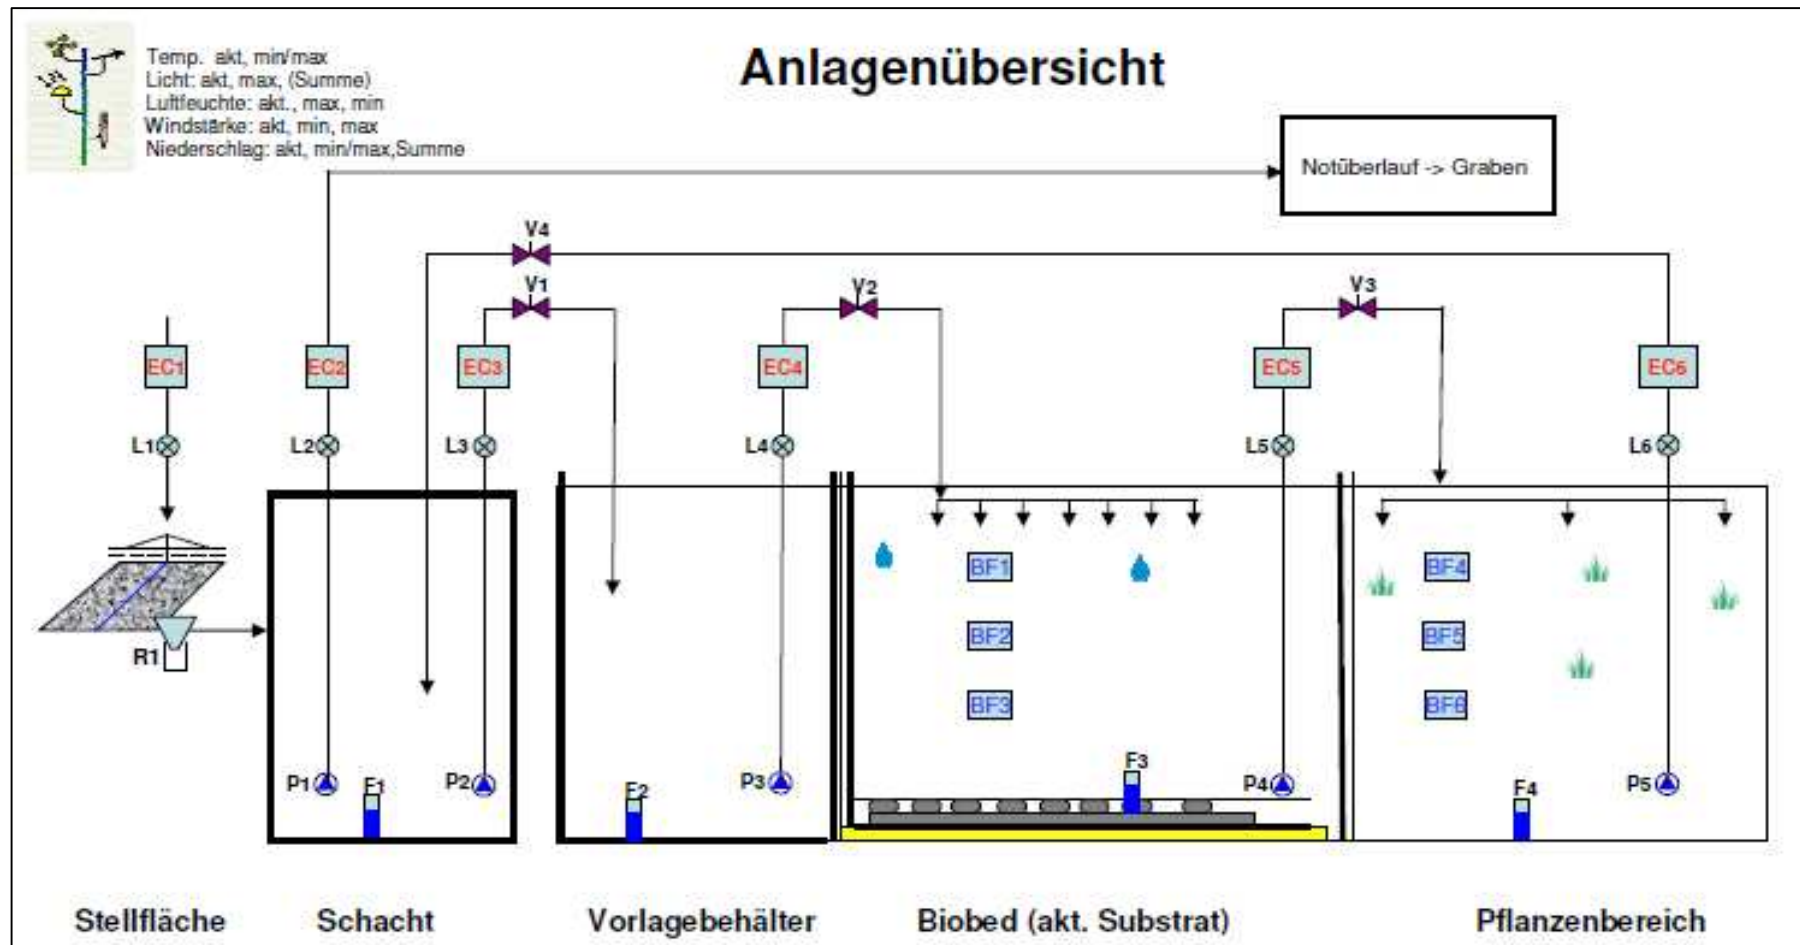 Anlagenübersicht
Temp. akt, min/max
Licht: akt, max, (Summe)
Luftfeuchte: akt., max, min
Windstärke: akt, min, max
Niederschlag: akt, min/max,Summe
Notüberlauf -> Graben
V4
V1
V2
V3
EC1
EC2
EC3
EC4
EC5
EC6
L1
L2
L3
L4
L5
L6
BF1
BF4
BF2
BF5
R1
BF3
BF6
P1
F1
P2
F2
P3
F3
P4
F4
P5
Stellfläche
Schacht
Vorlagebehälter
Biobed (akt. Substrat)
Pflanzenbereich